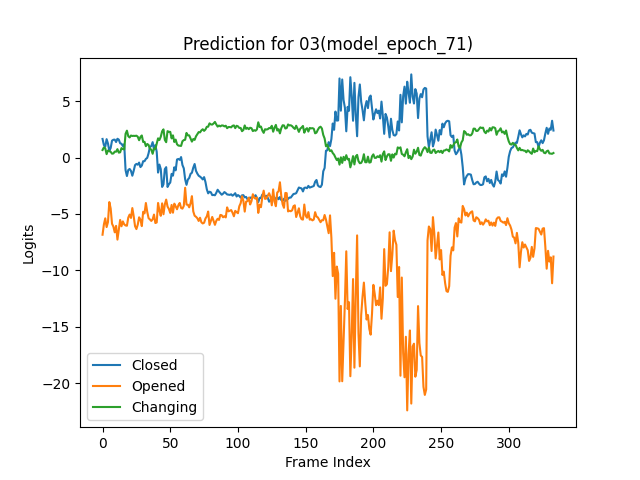 Prediction for 03(model_epoch_71)
Logits
5
0
−5
−10
−15
−20
Closed
Opened
Changing
0 50 100 150 200 250 300
Frame Index